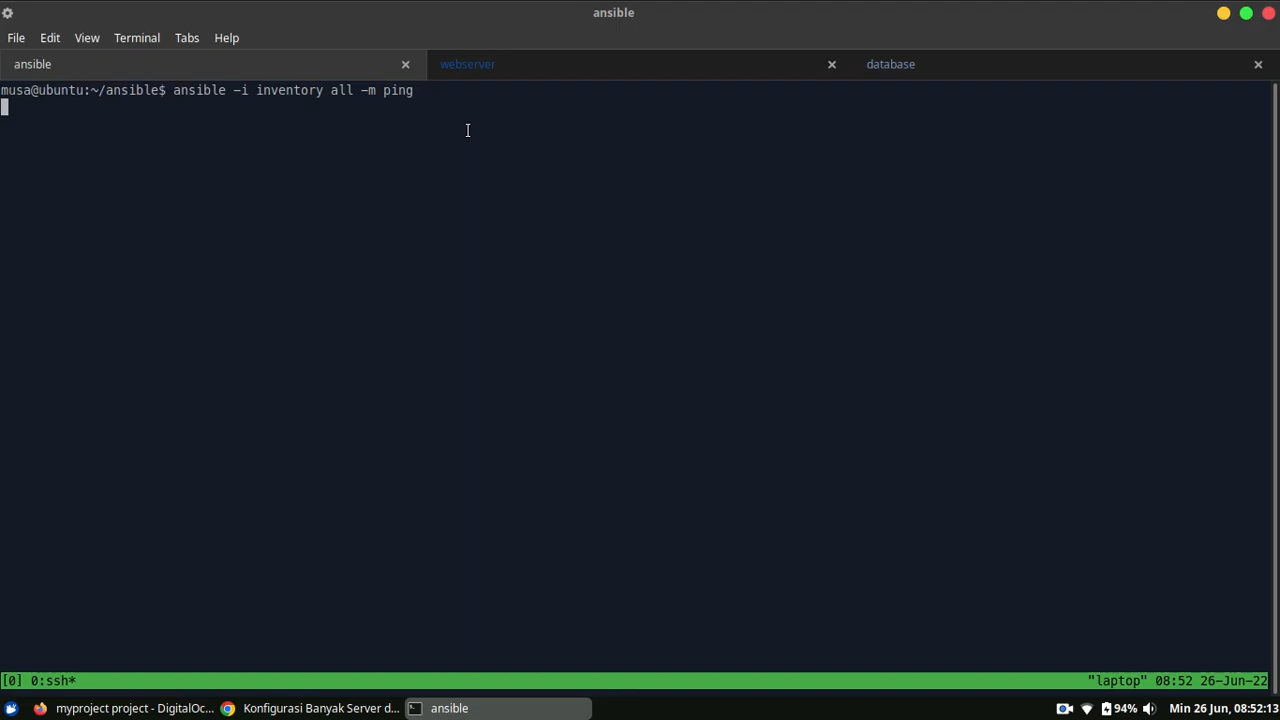 ansible
File Edit View Terminal Tabs Help
ansible webserver database
musa@ubuntu:~/ansible$ ansible -i inventory all -m ping
[0] 0:ssh* "laptop" 08:52 26-Jun-22
myproject project - DigitalOc... Konfigurasi Banyak Server d... ansible 94% Min 26 Jun, 08:52:13